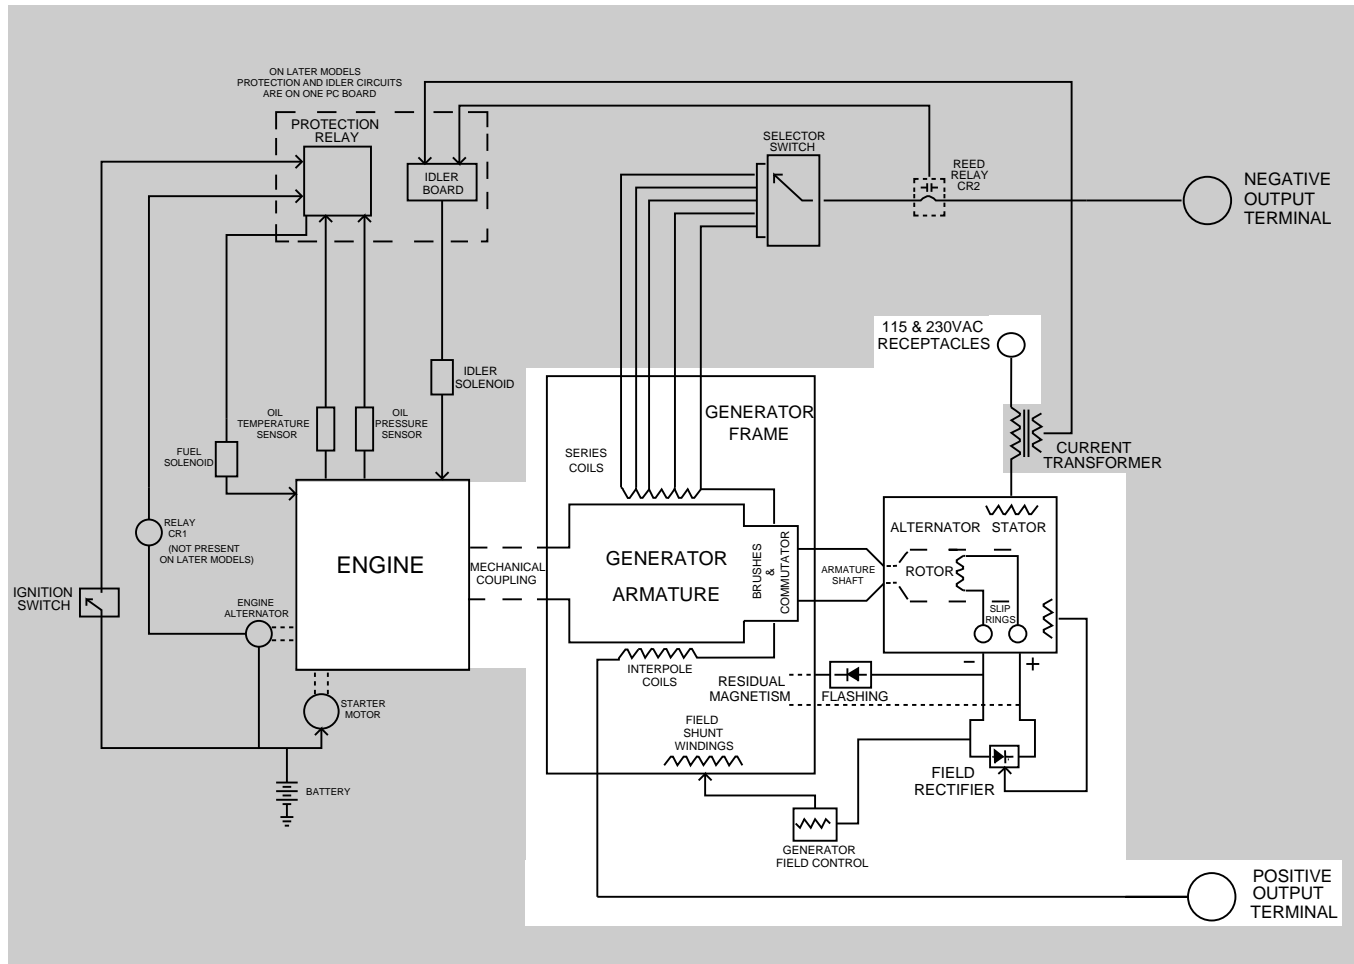 ON LATER MODELS
PROTECTION AND IDLER CIRCUITS
ARE ON ONE PC BOARD
PROTECTION
RELAY
IDLER
BOARD
SELECTOR
SWITCH
REED
RELAY
CR2
NEGATIVE
OUTPUT
TERMINAL
115 & 230VAC
RECEPTACLES
IDLER
SOLENOID
OIL
TEMPERATURE
SENSOR
OIL
PRESSURE
SENSOR
FUEL
SOLENOID
GENERATOR
FRAME
SERIES
COILS
CURRENT
TRANSFORMER
RELAY
CR1
(NOT PRESENT
ON LATER MODELS)
ENGINE
MECHANICAL
COUPLING
GENERATOR
ARMATURE
BRUSHES
&
COMMUTATOR
ARMATURE
SHAFT
ALTERNATOR
STATOR
ROTOR
SLIP
RINGS
IGNITION
SWITCH
ENGINE
ALTERNATOR
STARTER
MOTOR
BATTERY
INTERPOLE
COILS
RESIDUAL
MAGNETISM
FLASHING
–
+
FIELD
SHUNT
WINDINGS
FIELD
RECTIFIER
GENERATOR
FIELD CONTROL
POSITIVE
OUTPUT
TERMINAL